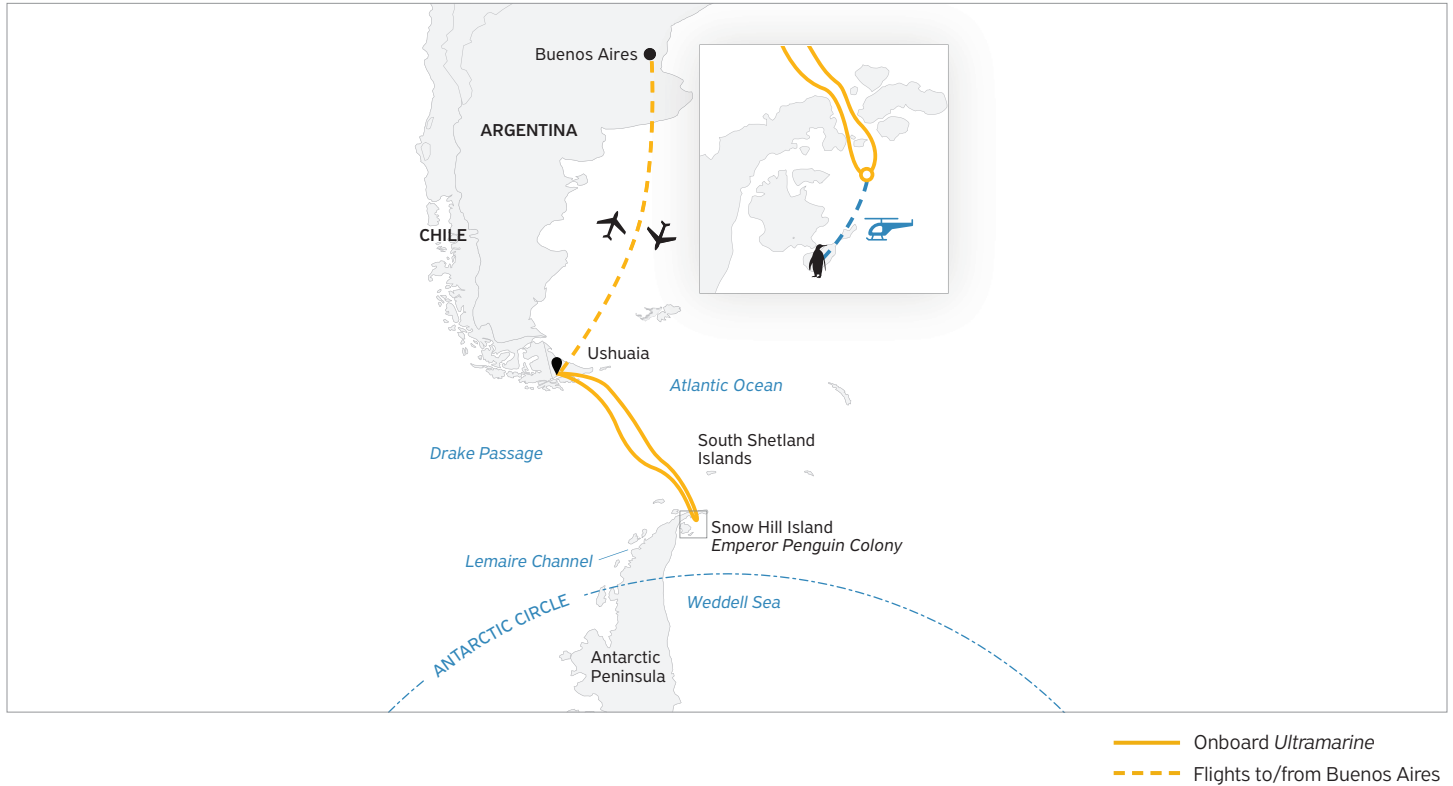 Buenos Aires
ARGENTINA
CHILE
Ushuaia
Atlantic Ocean
Drake Passage
South Shetland
Islands
Snow Hill Island
Emperor Penguin Colony
Lemaire Channel
ANTARCTIC CIRCLE
Weddell Sea
Antarctic
Peninsula
Onboard Ultramarine
Flights to/from Buenos Aires